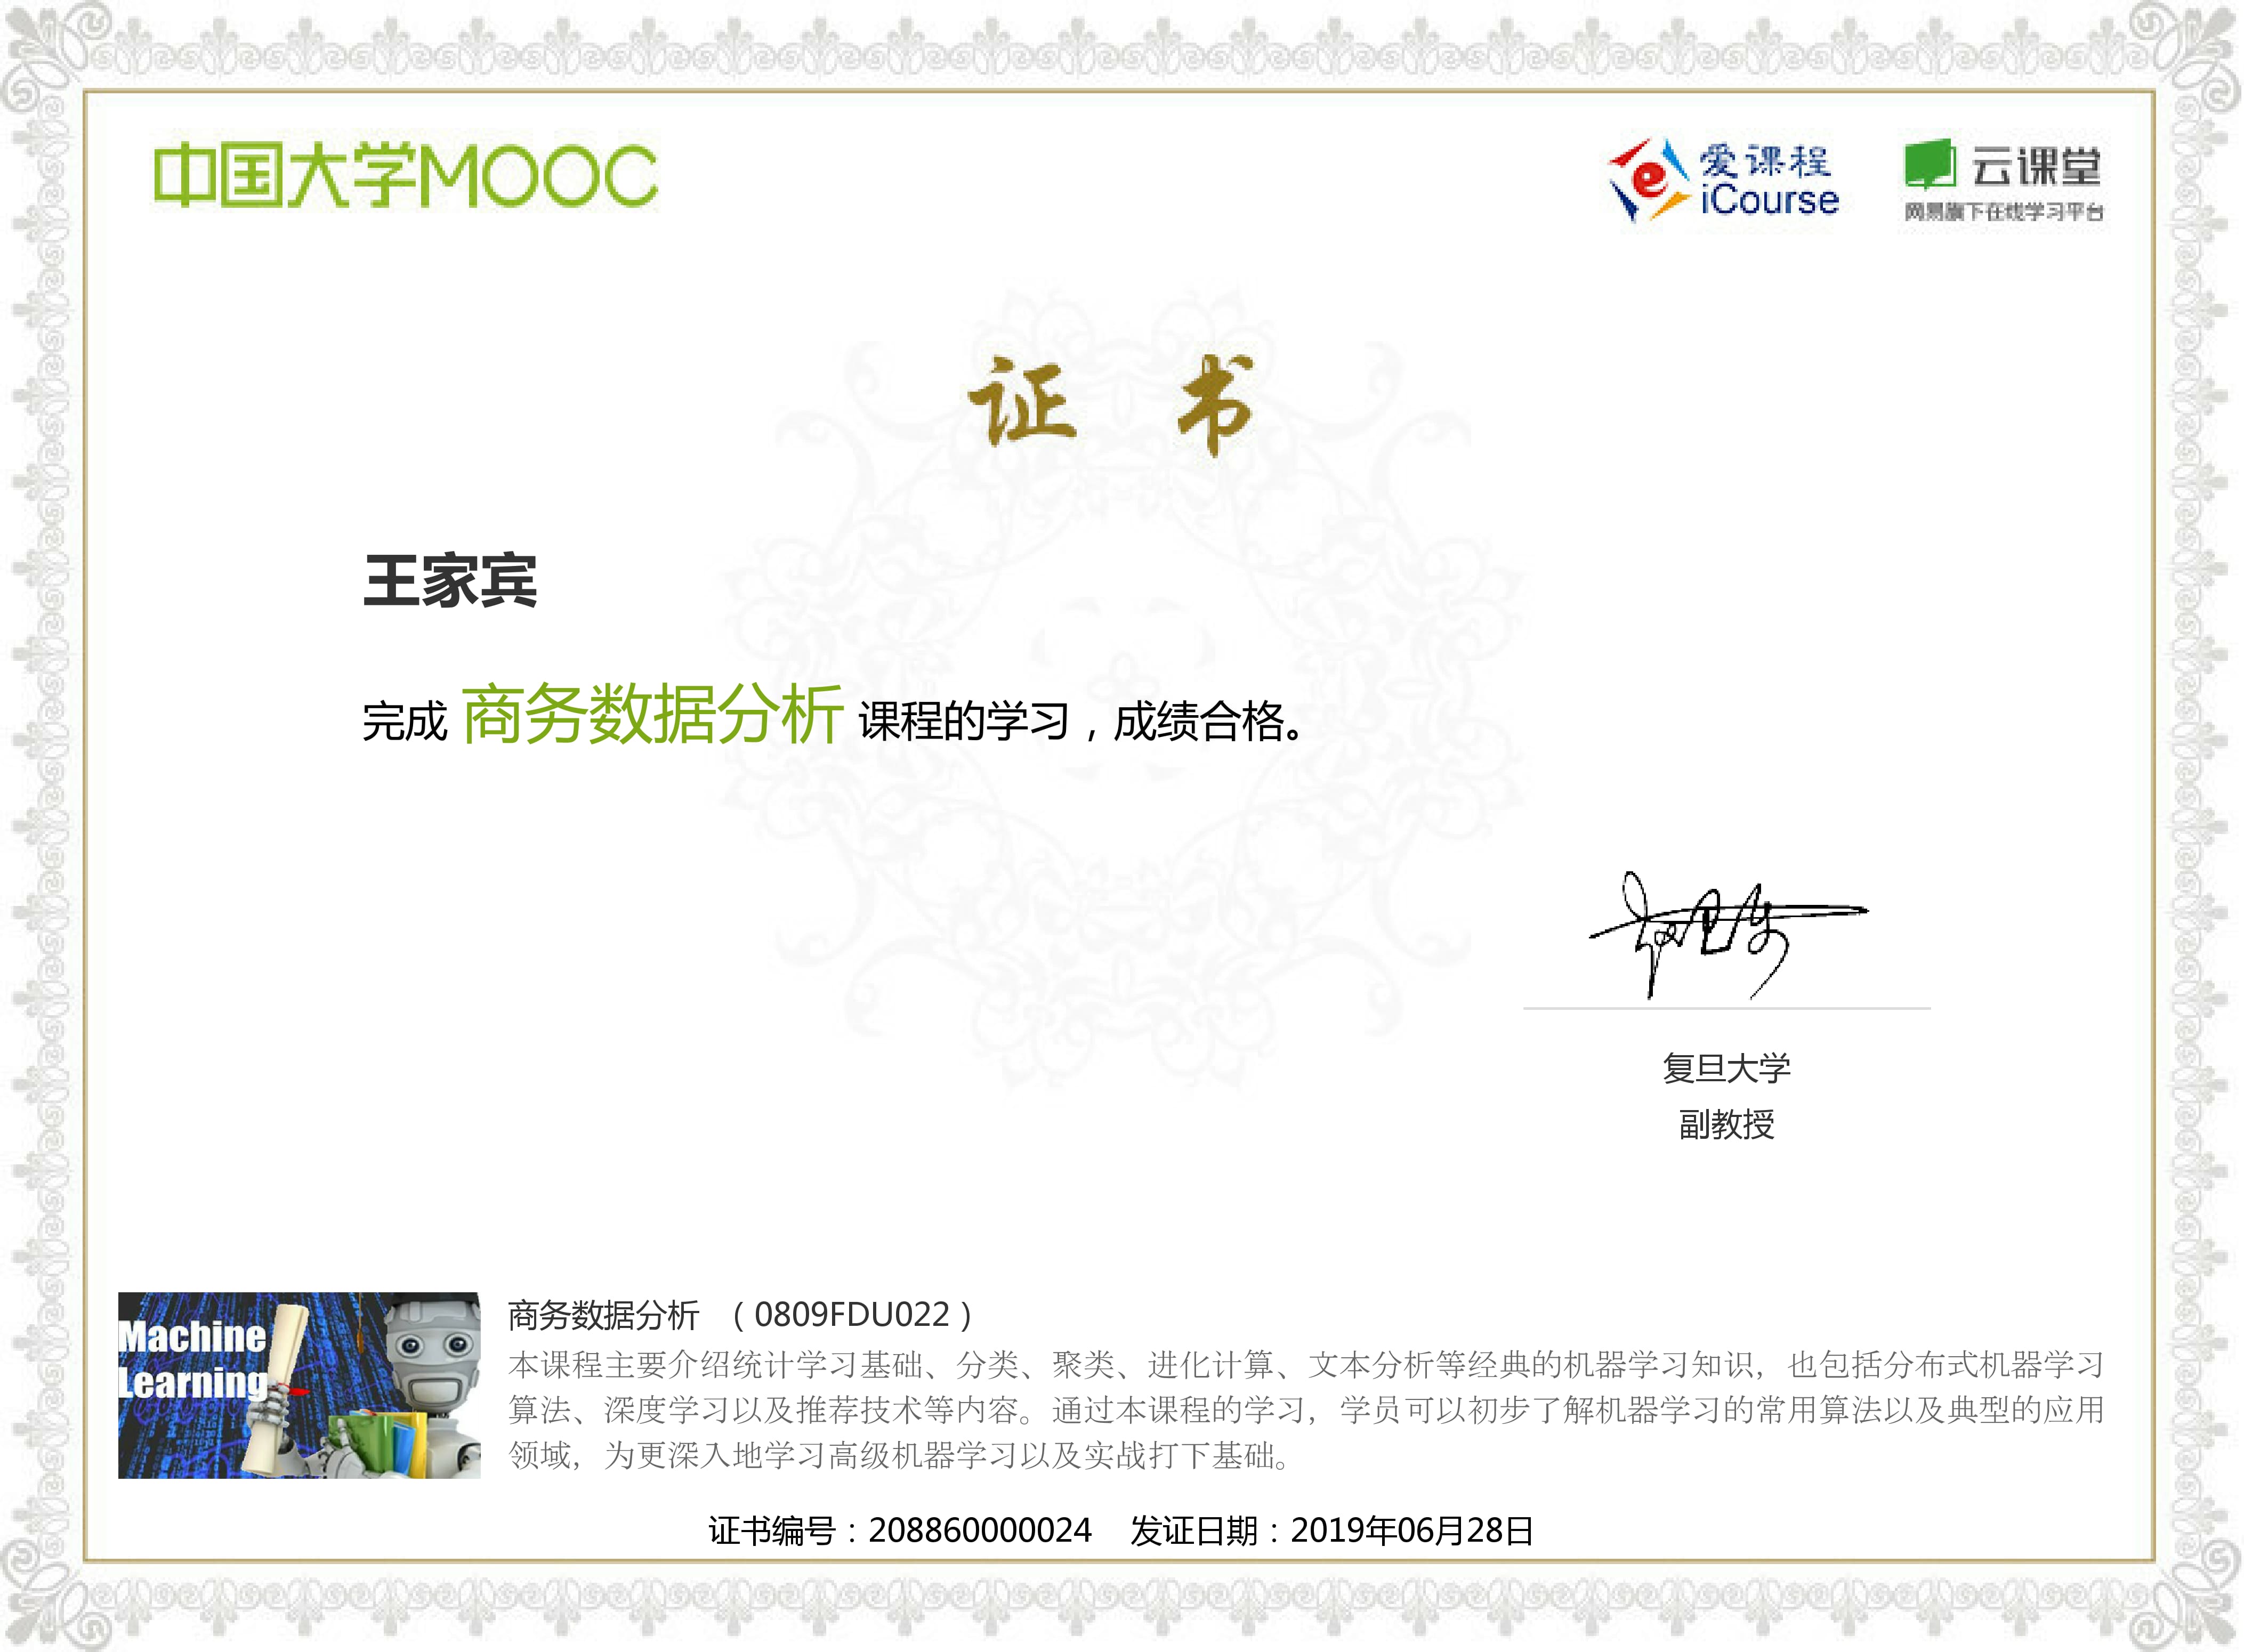 中国大学MOOC
爱课程
iCourse
云课堂
网易旗下在线学习平台
证 书
王家宾
完成 商务数据分析 课程的学习，成绩合格。
复旦大学
副教授
Machine
Learning
商务数据分析 （0809FDU022）
本课程主要介绍统计学习基础、分类、聚类、进化计算、文本分析等经典的机器学习知识，也包括分布式机器学习
算法、深度学习以及推荐技术等内容。通过本课程的学习，学员可以初步了解机器学习的常用算法以及典型的应用
领域，为更深入地学习高级机器学习以及实战打下基础。
证书编号：208860000024 发证日期：2019年06月28日